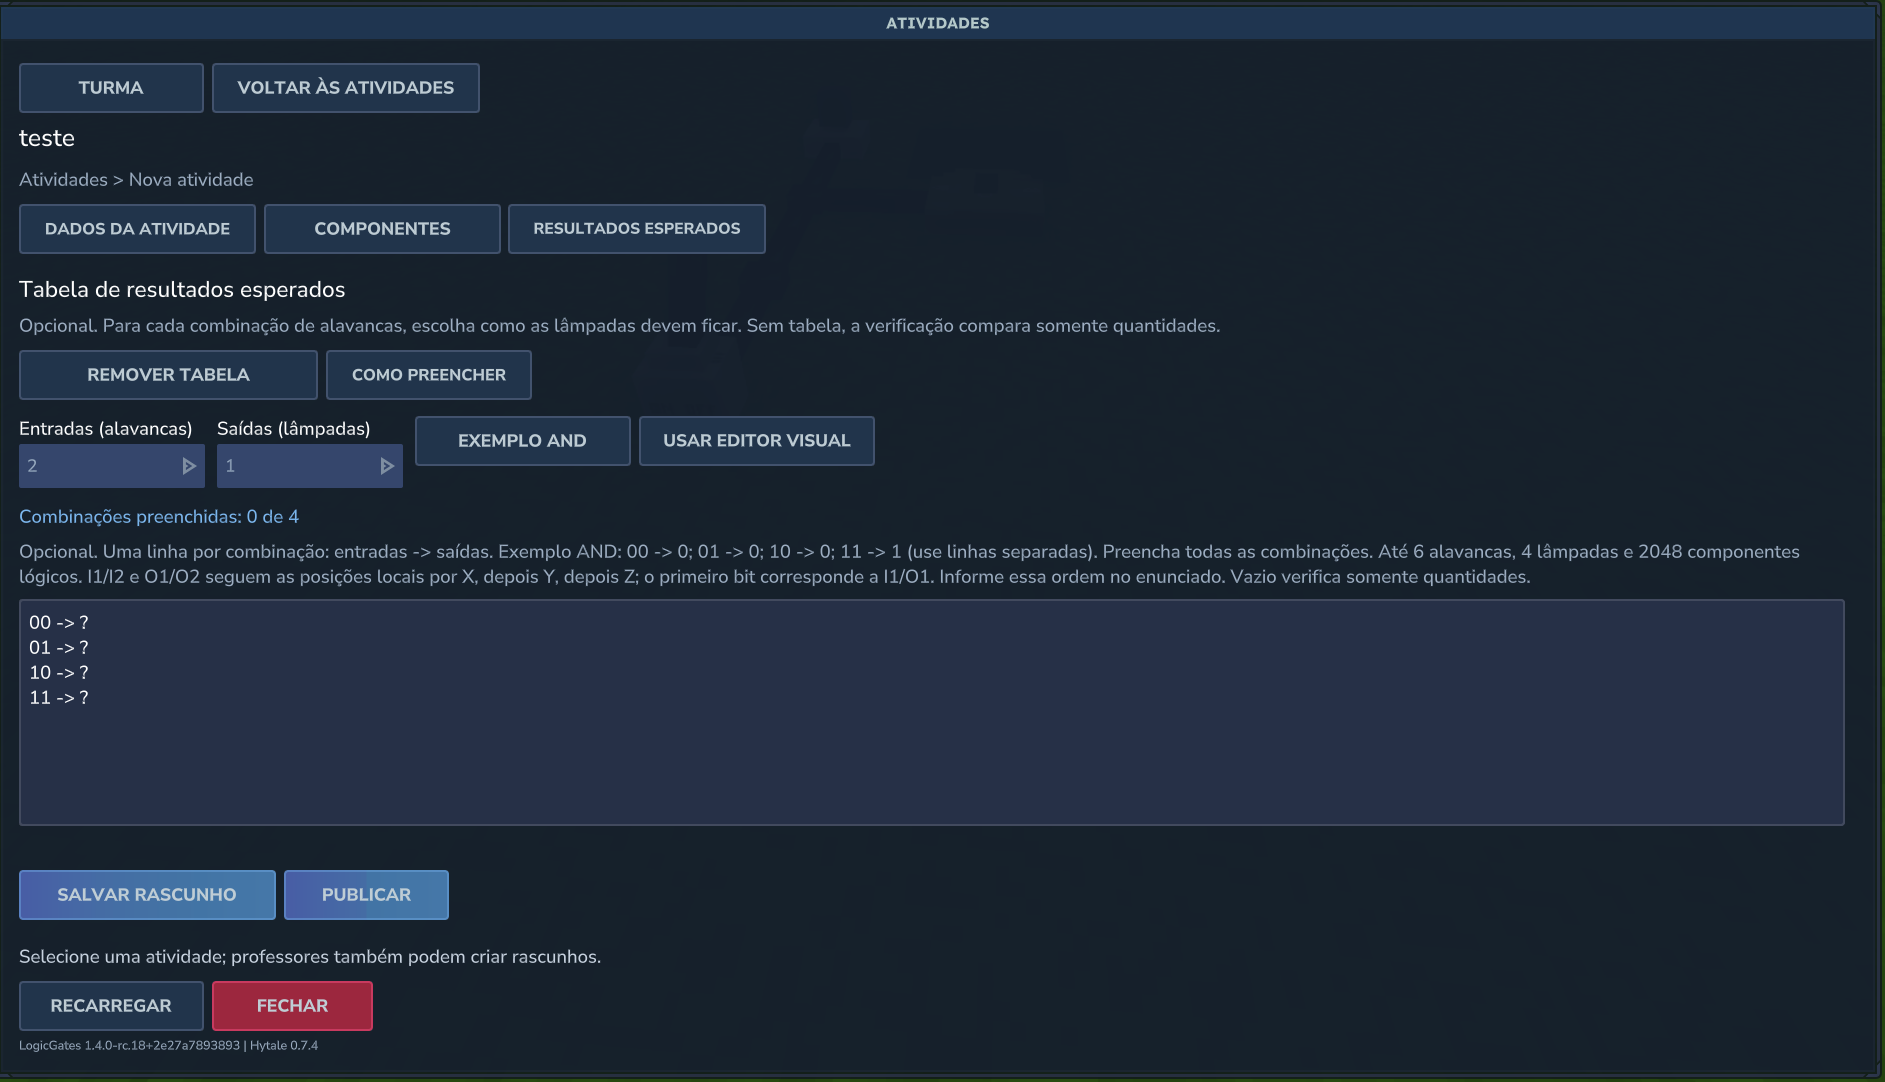 ATIVIDADES
TURMA
VOLTAR ÀS ATIVIDADES
teste
Atividades > Nova atividade
DADOS DA ATIVIDADE
COMPONENTES
RESULTADOS ESPERADOS
Tabela de resultados esperados
Opcional. Para cada combinação de alavancas, escolha como as lâmpadas devem ficar. Sem tabela, a verificação compara somente quantidades.
REMOVER TABELA
COMO PREENCHER
Entradas (alavancas)
Saídas (lâmpadas)
2
1
EXEMPLO AND
USAR EDITOR VISUAL
Combinações preenchidas: 0 de 4
Opcional. Uma linha por combinação: entradas -> saídas. Exemplo AND: 00 -> 0; 01 -> 0; 10 -> 0; 11 -> 1 (use linhas separadas). Preencha todas as combinações. Até 6 alavancas, 4 lâmpadas e 2048 componentes
lógicos. I1/I2 e O1/O2 seguem as posições locais por X, depois Y, depois Z; o primeiro bit corresponde a I1/O1. Informe essa ordem no enunciado. Vazio verifica somente quantidades.
00 -> ?
01 -> ?
10 -> ?
11 -> ?
SALVAR RASCUNHO
PUBLICAR
Selecione uma atividade; professores também podem criar rascunhos.
RECARREGAR
FECHAR
LogicGates 1.4.0-rc.18+2e27a7893893 | Hytale 0.7.4